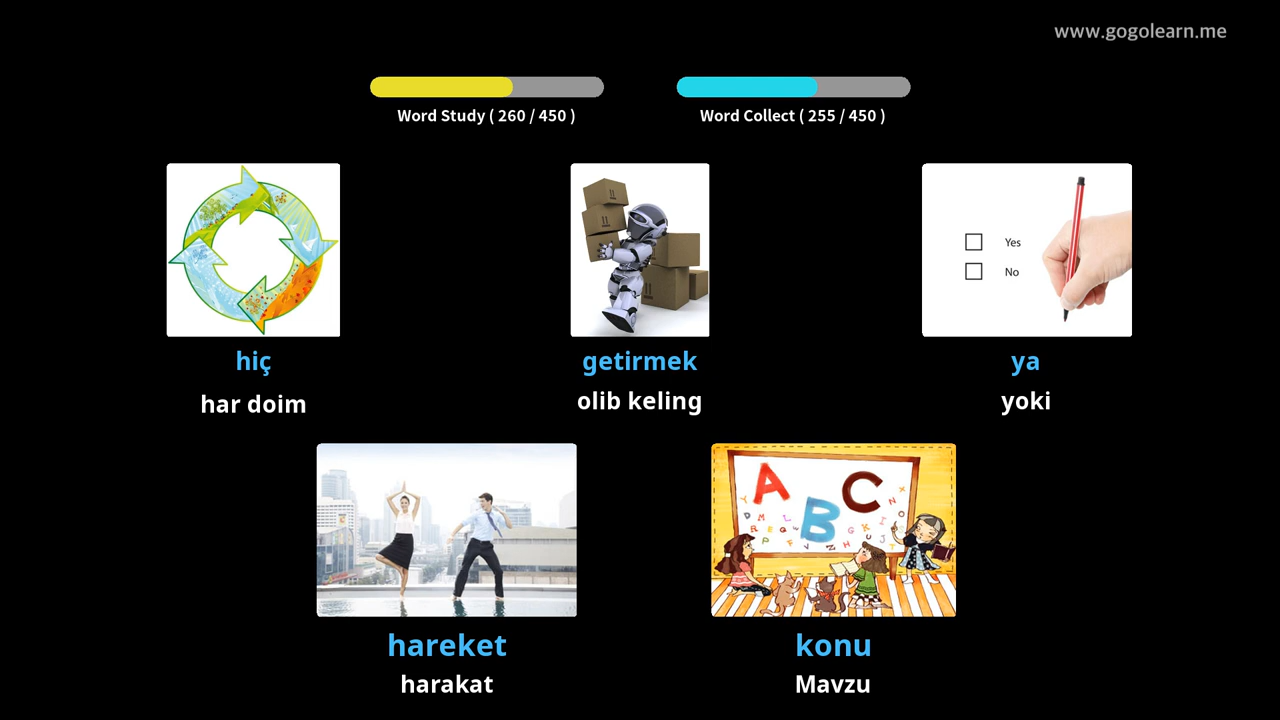 www.gogolearn.me
Word Study ( 260 / 450 )
Word Collect ( 255 / 450 )
Yes
No
hiç
getirmek
ya
har doim
olib keling
yoki
A
B
C
hareket
konu
harakat
Mavzu